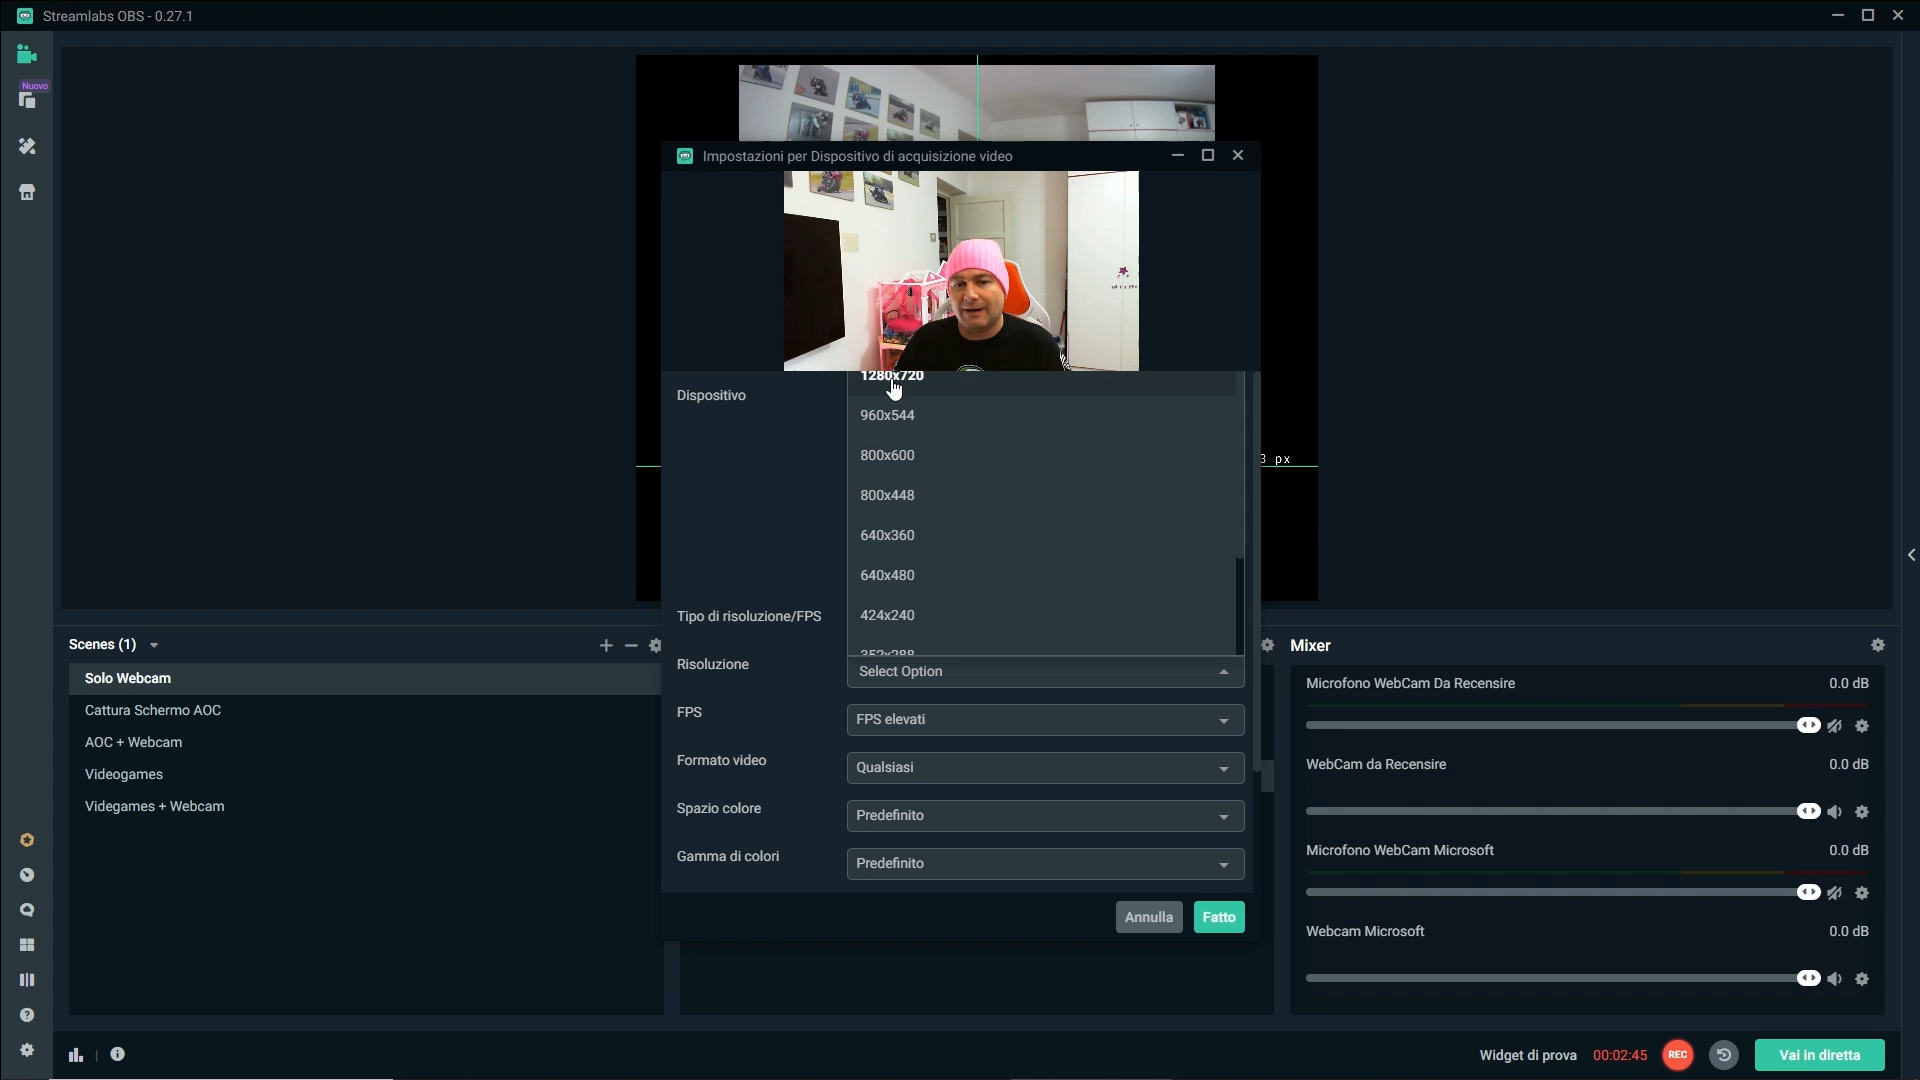 Streamlabs OBS - 0.27.1
Nuovo
Impostazioni per Dispositivo di acquisizione video
1280x720
Dispositivo
960x544
800x600
800x448
3 px
640x360
640x480
Tipo di risoluzione/FPS
424x240
352x288
Risoluzione
Select Option
FPS
FPS elevati
Formato video
Qualsiasi
Spazio colore
Predefinito
Gamma di colori
Predefinito
Annulla
Fatto
Scenes (1)
Solo Webcam
Cattura Schermo AOC
AOC + Webcam
Videogames
Videgames + Webcam
Mixer
Microfono WebCam Da Recensire
0.0 dB
WebCam da Recensire
0.0 dB
Microfono WebCam Microsoft
0.0 dB
Webcam Microsoft
0.0 dB
Widget di prova
00:02:45
REC
Vai in diretta